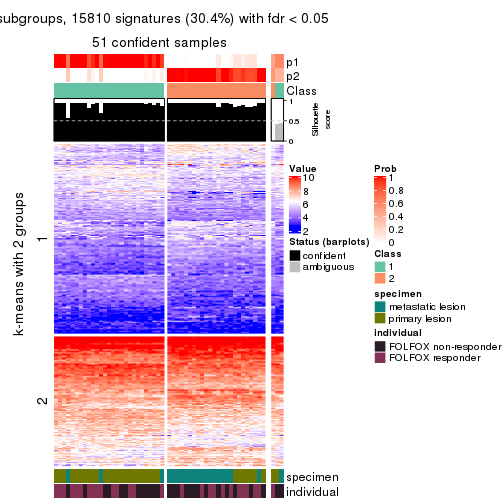 subgroups, 15810 signatures (30.4%) with fdr < 0.05
51 confident samples
p1
p2
Class
1
0.5
0
Silhouette
score
k-means with 2 groups
1
2
Value
10
8
6
4
2
Status (barplots)
confident
ambiguous
Prob
1
0.8
0.6
0.4
0.2
0
Class
1
2
specimen
metastatic lesion
primary lesion
individual
FOLFOX non-responder
FOLFOX responder
specimen
individual